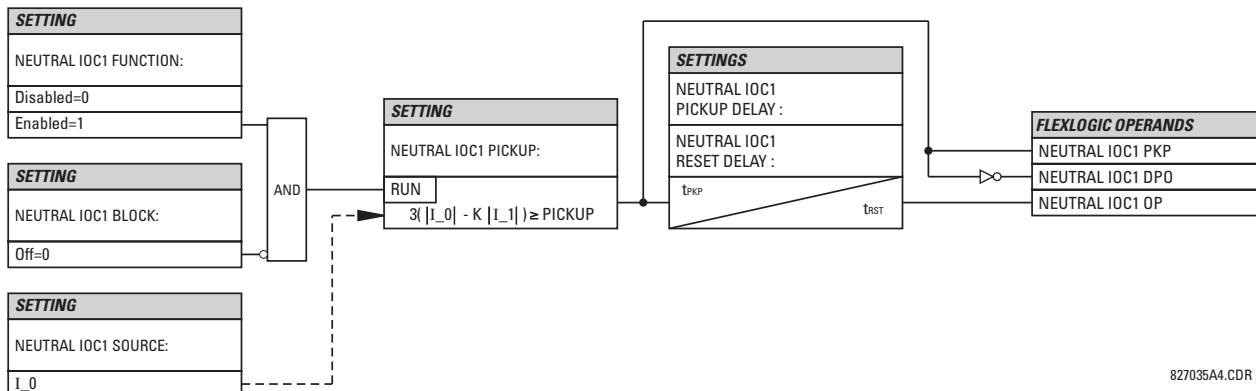 SETTING
NEUTRAL IOC1 FUNCTION:
Disabled=0
Enabled=1
SETTING
NEUTRAL IOC1 BLOCK:
Off=0
SETTING
NEUTRAL IOC1 SOURCE:
I_0
AND
SETTING
NEUTRAL IOC1 PICKUP:
RUN
3( |I_0| - K |I_1| ) ≥ PICKUP
SETTINGS
NEUTRAL IOC1
PICKUP DELAY :
NEUTRAL IOC1
RESET DELAY :
tPKP
tRST
FLEXLOGIC OPERANDS
NEUTRAL IOC1 PKP
NEUTRAL IOC1 DPO
NEUTRAL IOC1 OP
827035A4.CDR